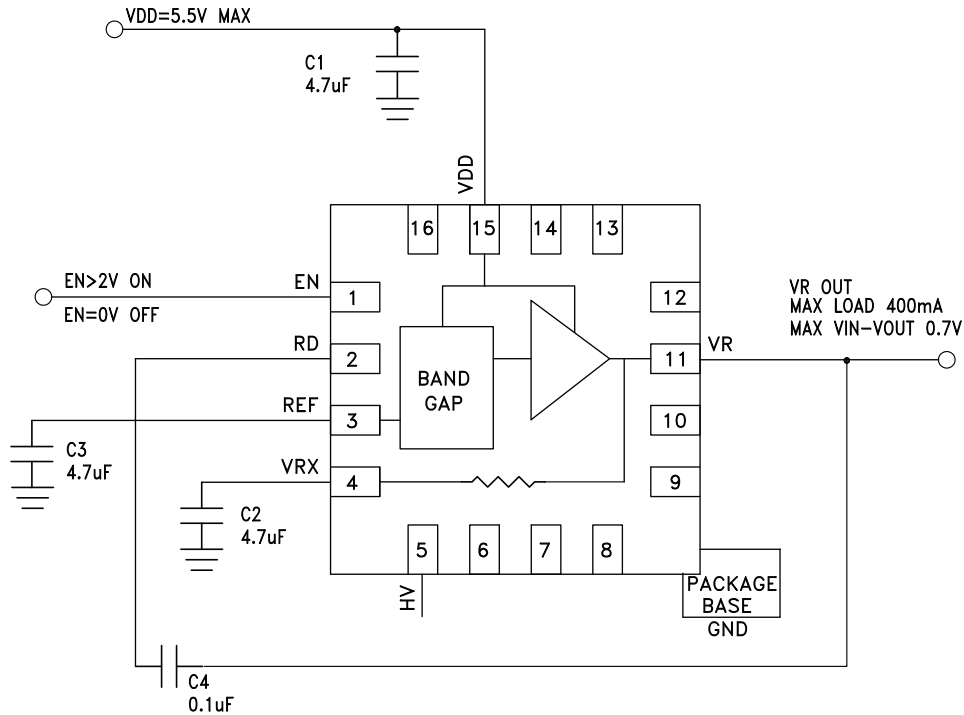 VDD=5.5V MAX
C1
4.7uF
VDD
16
15
14
13
EN>2V ON
EN
1
EN=0V OFF
12
VR OUT
MAX LOAD 400mA
MAX VIN-VOUT 0.7V
RD
2
VR
11
BAND
GAP
REF
3
10
C3
4.7uF
VRX
4
9
C2
4.7uF
5
6
7
8
HV
PACKAGE
BASE
GND
C4
0.1uF